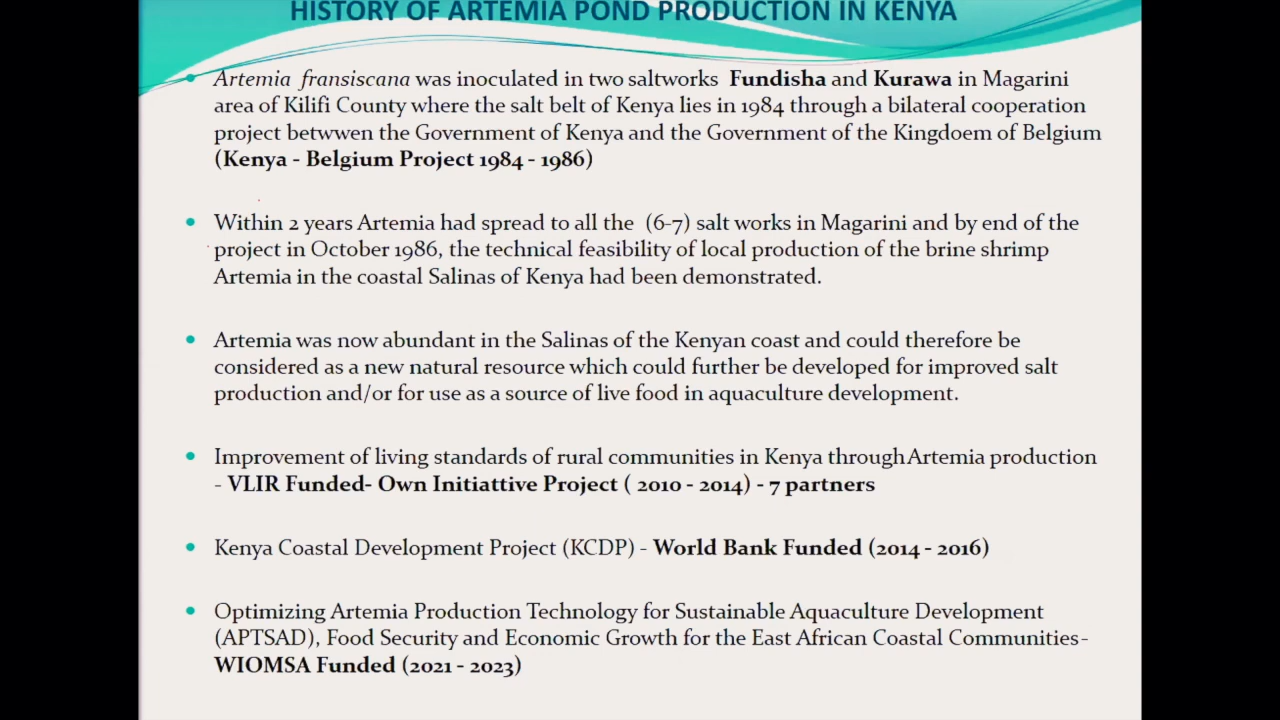 HISTORY OF ARTEMIA POND PRODUCTION IN KENYA
Artemia fransiscana was inoculated in two saltworks Fundisha and Kurawa in Magarini
area of Kilifi County where the salt belt of Kenya lies in 1984 through a bilateral cooperation
project betwwen the Government of Kenya and the Government of the Kingdoem of Belgium
(Kenya - Belgium Project 1984 - 1986)
Within 2 years Artemia had spread to all the (6-7) salt works in Magarini and by end of the
project in October 1986, the technical feasibility of local production of the brine shrimp
Artemia in the coastal Salinas of Kenya had been demonstrated.
Artemia was now abundant in the Salinas of the Kenyan coast and could therefore be
considered as a new natural resource which could further be developed for improved salt
production and/or for use as a source of live food in aquaculture development.
Improvement of living standards of rural communities in Kenya through Artemia production
- VLIR Funded- Own Initiattive Project ( 2010 - 2014) - 7 partners
Kenya Coastal Development Project (KCDP) - World Bank Funded (2014 - 2016)
Optimizing Artemia Production Technology for Sustainable Aquaculture Development
(APTSAD), Food Security and Economic Growth for the East African Coastal Communities-
WIOMSA Funded (2021 - 2023)